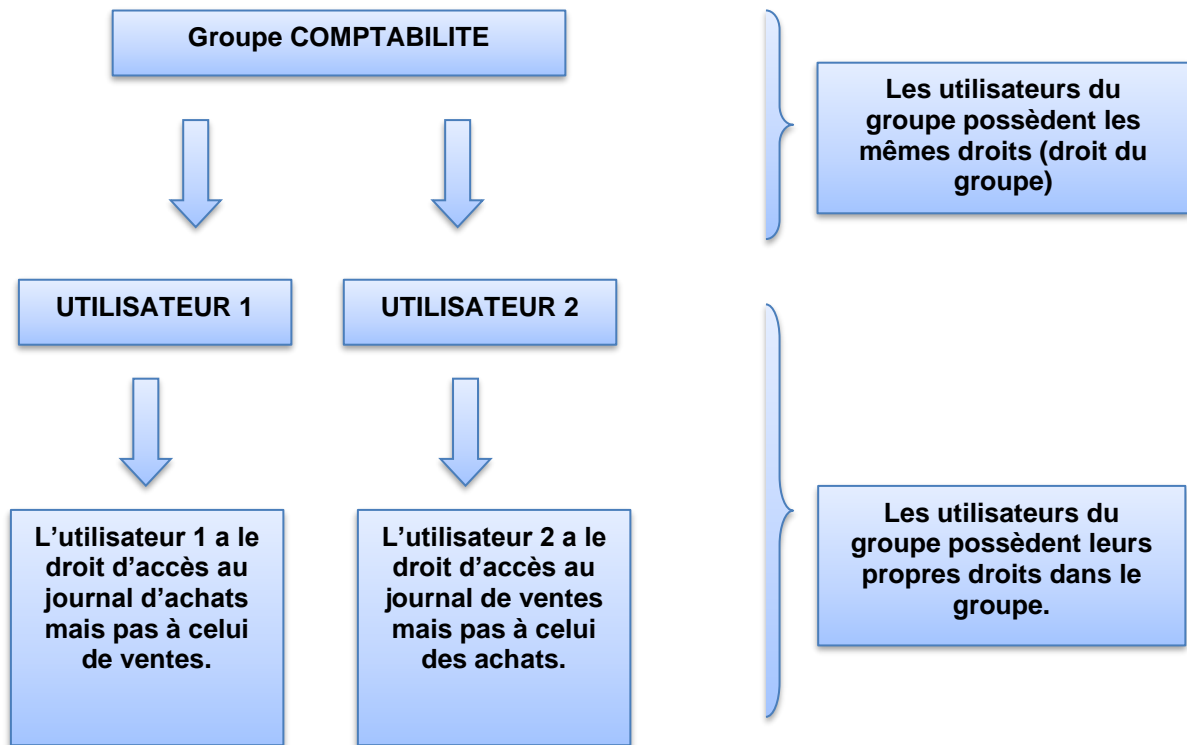 Groupe COMPTABILITE
Les utilisateurs du
groupe possèdent les
mêmes droits (droit du
groupe)
UTILISATEUR 1
UTILISATEUR 2
L’utilisateur 1 a le
droit d’accès au
journal d’achats
mais pas à celui
de ventes.
L’utilisateur 2 a le
droit d’accès au
journal de ventes
mais pas à celui
des achats.
Les utilisateurs du
groupe possèdent leurs
propres droits dans le
groupe.